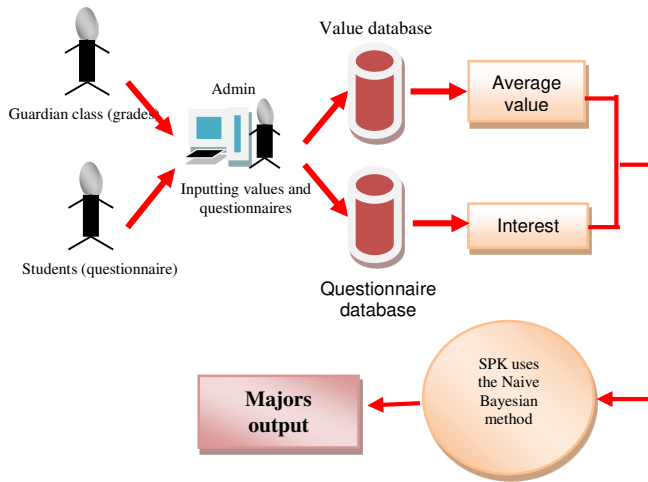 Value database
Admin
Average
value
Guardian class (grades)
Inputting values and
questionnaires
Interest
Students (questionnaire)
Questionnaire
database
SPK uses
the Naive
Bayesian
method
Majors
output